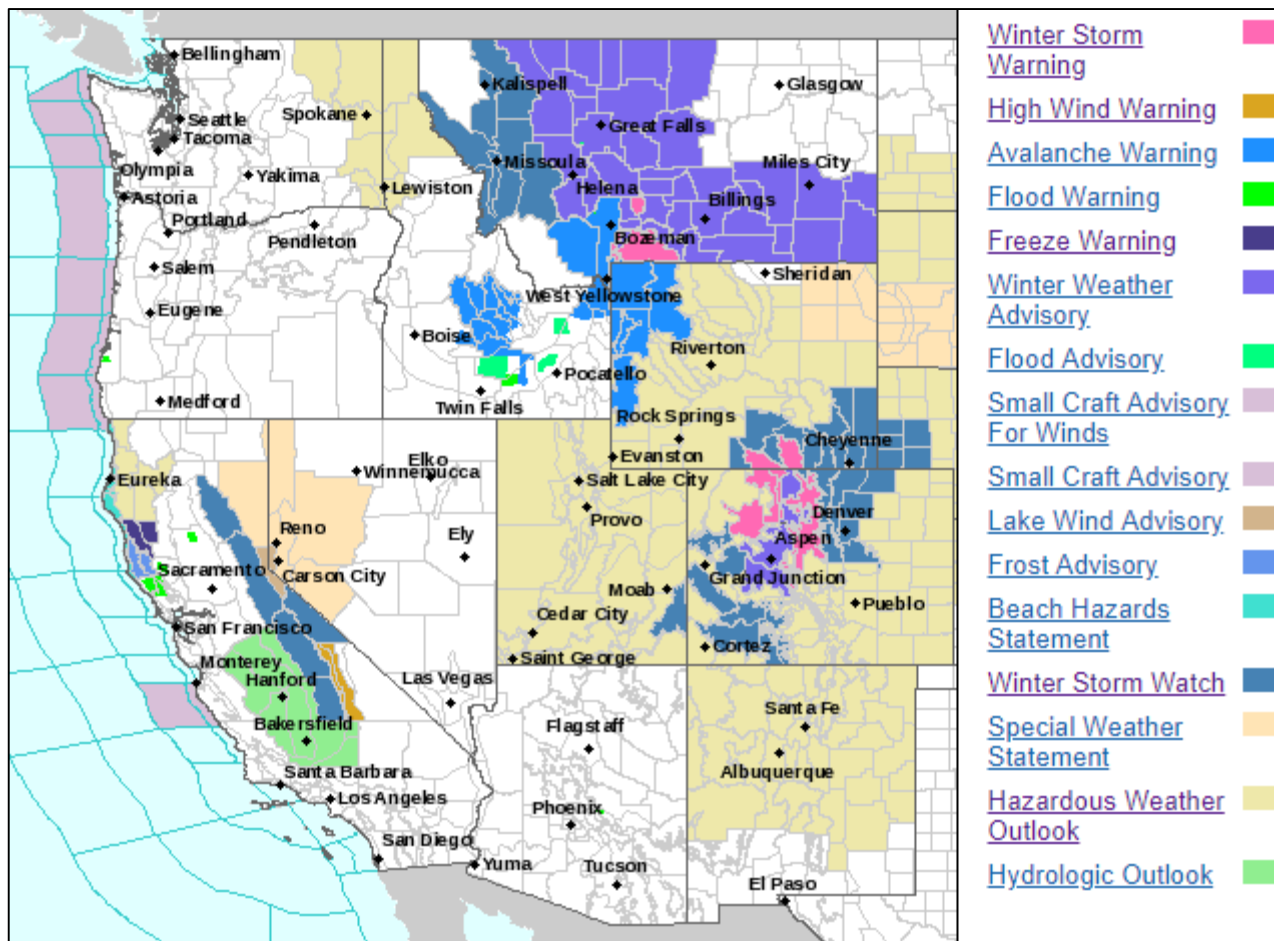 Bellingham
Seattle
Tacoma
Olympia
Yakima
Astoria
Portland
Pendleton
Salem
Eugene
Medford
Spokane
Lewiston
Kalispell
Great Falls
Glasgow
Missoula
Helena
Miles City
Billings
Bozeman
Sheridan
West Yellowstone
Boise
Pocatello
Twin Falls
Riverton
Rock Springs
Cheyenne
Evanston
Eureka
Elko
Winnemucca
Salt Lake City
Provo
Reno
Ely
Denver
Aspen
Sacramento
Carson City
Grand Junction
Moab
Pueblo
San Francisco
Cedar City
Cortez
Saint George
Monterey
Hanford
Las Vegas
Bakersfield
Flagstaff
Santa Fe
Albuquerque
Santa Barbara
Los Angeles
Phoenix
San Diego
Yuma
Tucson
El Paso
Winter Storm
Warning
High Wind Warning
Avalanche Warning
Flood Warning
Freeze Warning
Winter Weather
Advisory
Flood Advisory
Small Craft Advisory
For Winds
Small Craft Advisory
Lake Wind Advisory
Frost Advisory
Beach Hazards
Statement
Winter Storm Watch
Special Weather
Statement
Hazardous Weather
Outlook
Hydrologic Outlook